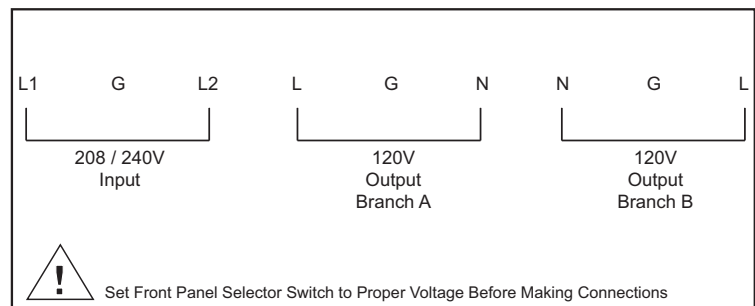 L1 G L2 L G N N G L
208 / 240V
Input
120V
Output
Branch A
120V
Output
Branch B
! Set Front Panel Selector Switch to Proper Voltage Before Making Connections